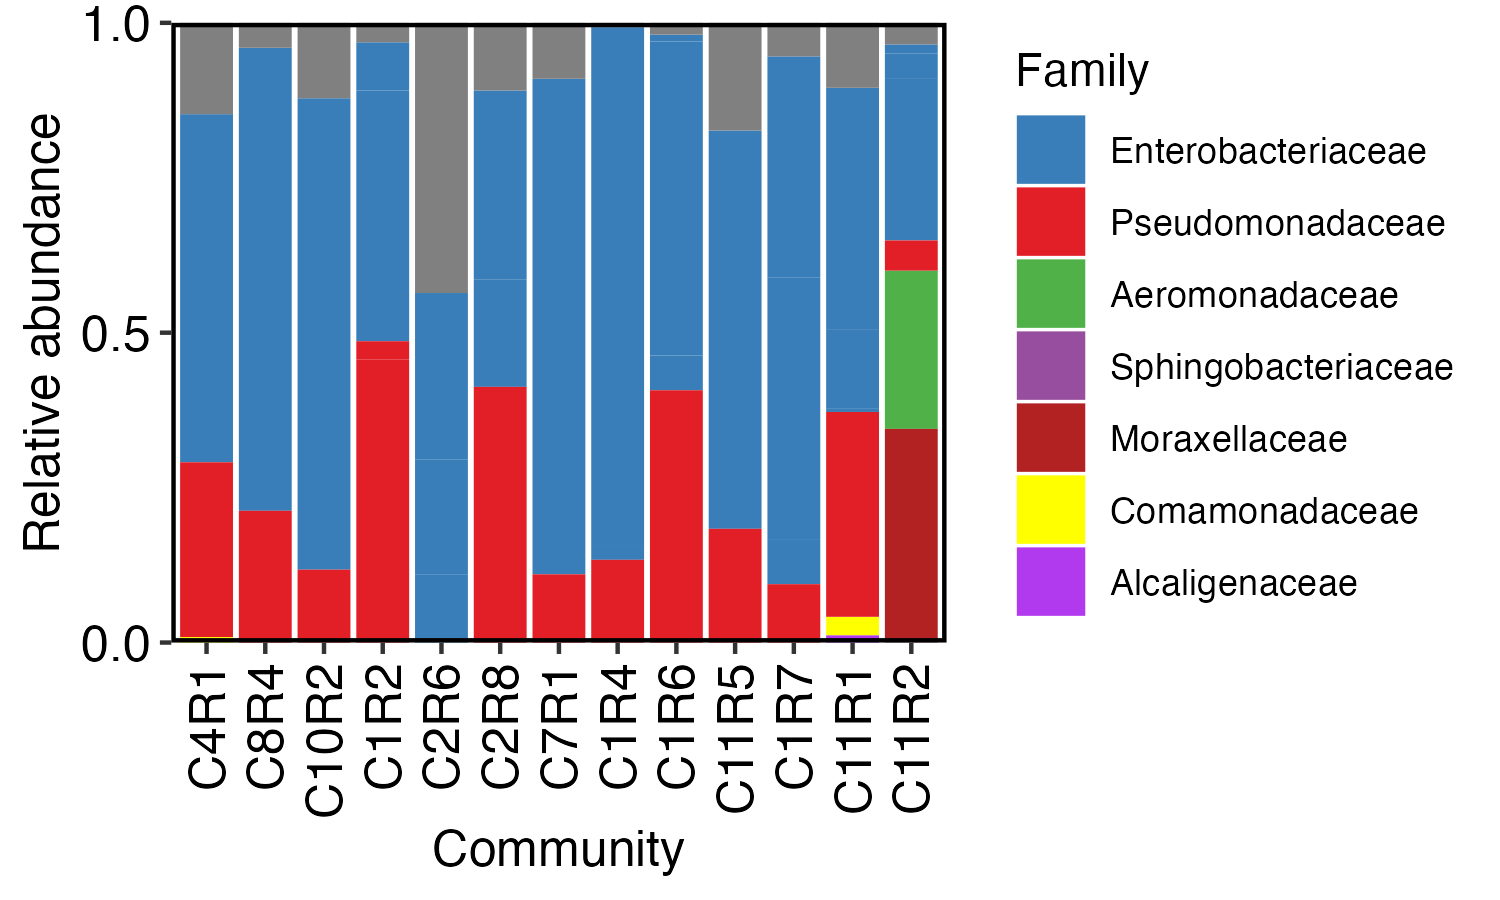 1.0
0.5
0.0
Relative abundance
C4R1
C8R4
C10R2
C1R2
C2R6
C2R8
C7R1
C1R4
C1R6
C11R5
C1R7
C11R1
C11R2
Community
Family
Enterobacteriaceae
Pseudomonadaceae
Aeromonadaceae
Sphingobacteriaceae
Moraxellaceae
Comamonadaceae
Alcaligenaceae